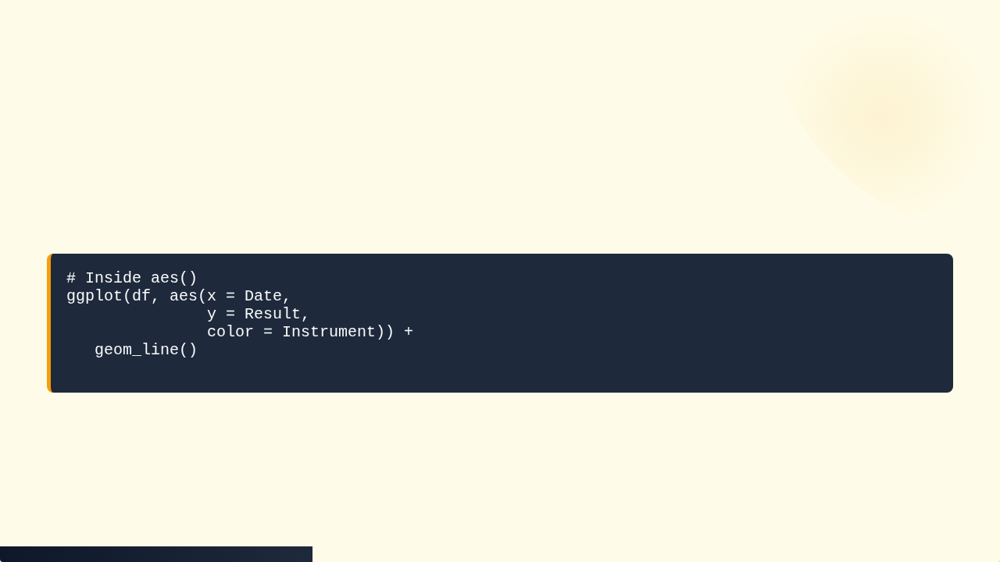 # Inside aes()
ggplot(df, aes(x = Date,
               y = Result,
               color = Instrument)) +
   geom_line()